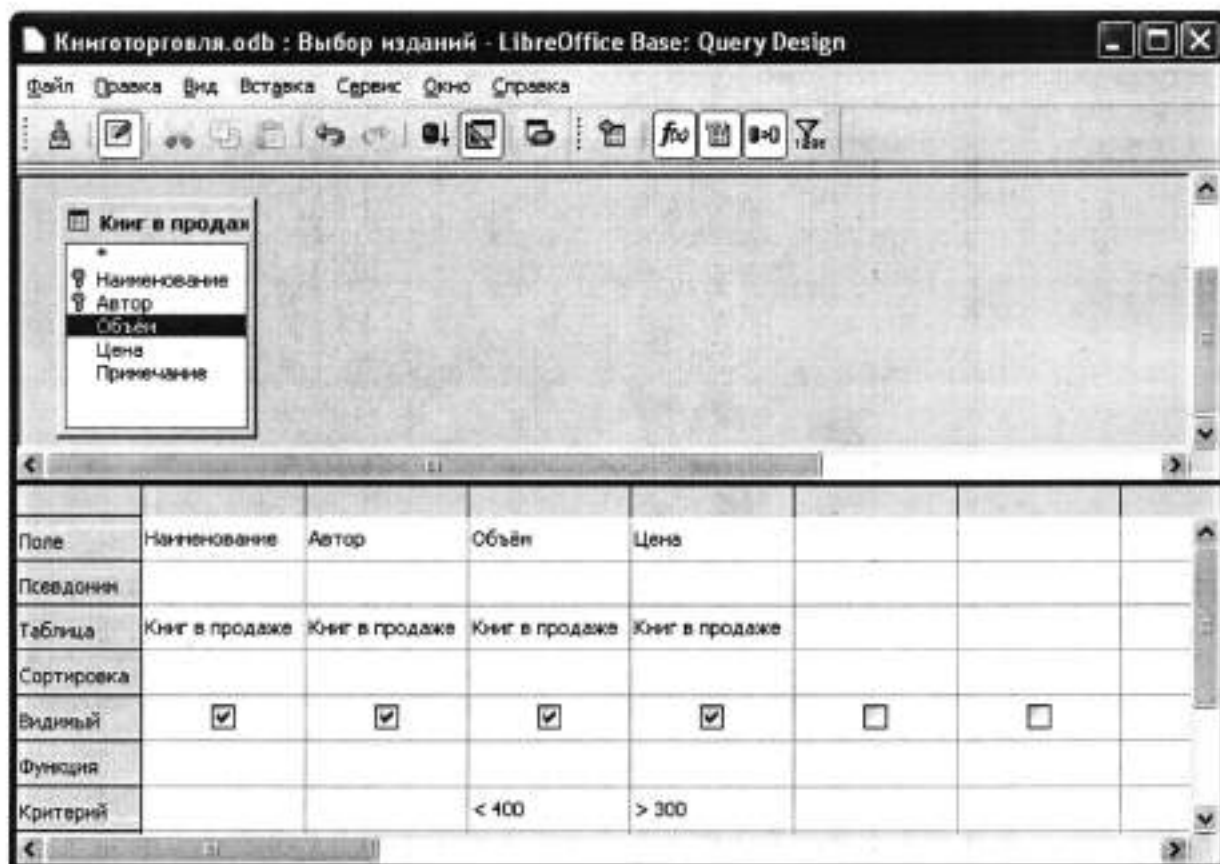 Книготорговля.odb : Выбор изданий - LibreOffice Base: Query Design
Файл Правка Вид Вставка Сервис Окно Справка
Книг в продаж
*
Наименование
Автор
Объём
Цена
Примечание
Поле Наименование Автор Объём Цена
Псевдоним
Таблица Книг в продаже Книг в продаже Книг в продаже Книг в продаже
Сортировка
Видимый
Функция
Критерий < 400 > 300